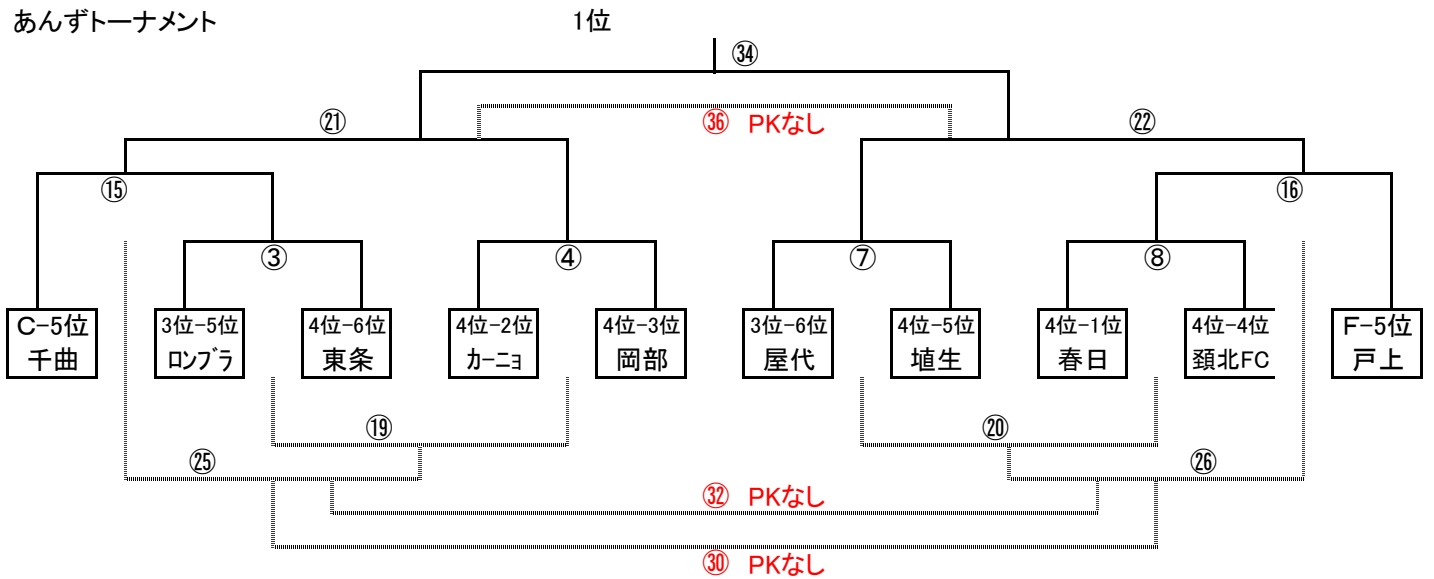 あんずトーナメント 1位
㉞
㉑ ㊱ PKなし ㉒
⑮ ⑯
③ ④ ⑦ ⑧
C-5位 3位-5位 4位-6位 4位-2位 4位-3位 3位-6位 4位-5位 4位-1位 4位-4位 F-5位
千曲 ロンブラ 東条 カーニョ 岡部 屋代 埴生 春日 頚北FC 戸上
⑲ ⑳
㉕ ㉖
㉜ PKなし
㉚ PKなし